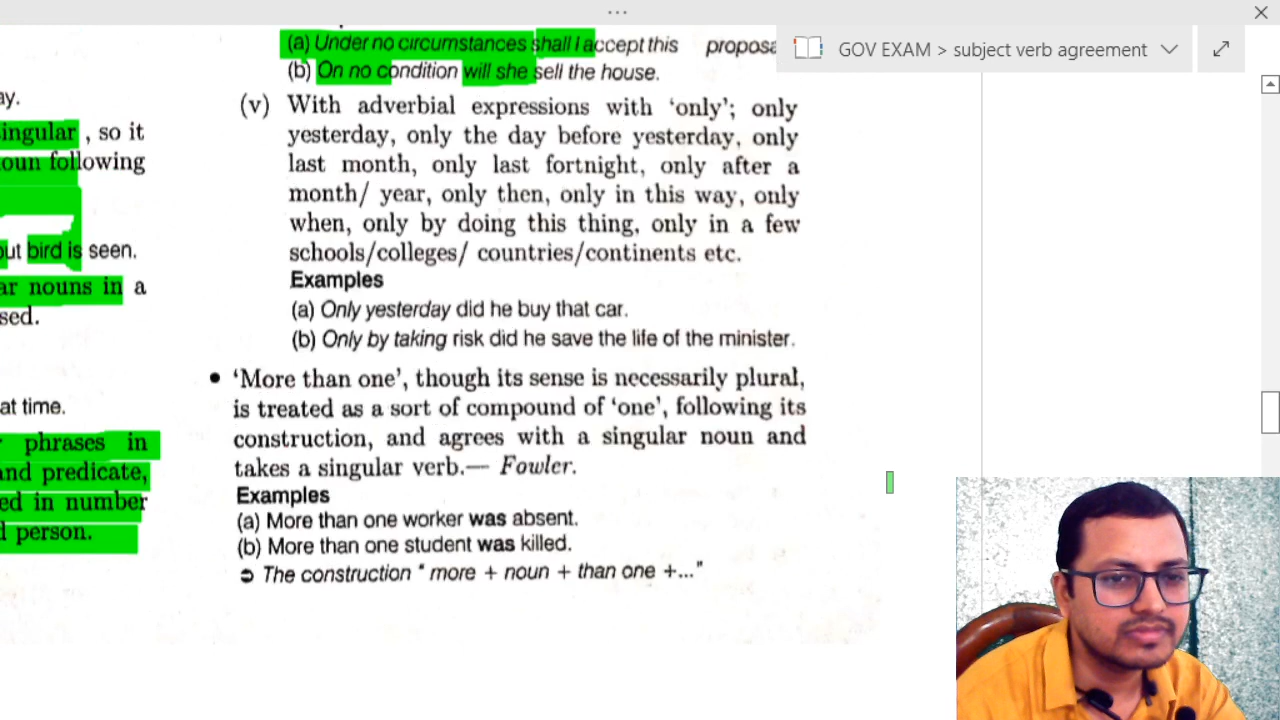 ...
GOV EXAM > subject verb agreement
(a) Under no circumstances shall I accept this proposa
(b) On no condition will she sell the house.
ay.
ingular , so it
oun following
out bird is seen.
ar nouns in a
sed.
at time.
phrases in
and predicate,
ed in number
person.
(v) With adverbial expressions with ‘only’; only
yesterday, only the day before yesterday, only
last month, only last fortnight, only after a
month/ year, only then, only in this way, only
when, only by doing this thing, only in a few
schools/colleges/ countries/continents etc.
Examples
(a) Only yesterday did he buy that car.
(b) Only by taking risk did he save the life of the minister.
• ‘More than one’, though its sense is necessarily plural,
is treated as a sort of compound of ‘one’, following its
construction, and agrees with a singular noun and
takes a singular verb.— Fowler.
Examples
(a) More than one worker was absent.
(b) More than one student was killed.
➲ The construction “ more + noun + than one +...”